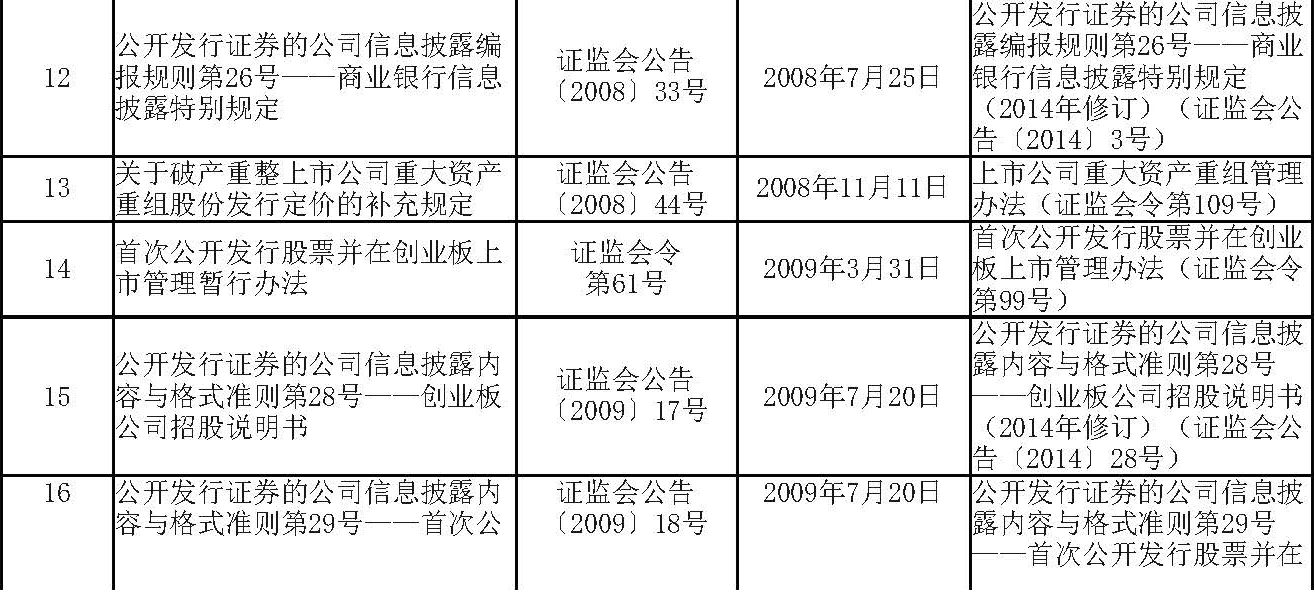 12
公开发行证券的公司信息披露编
报规则第26号——商业银行信息
披露特别规定
证监会公告
〔2008〕33号
2008年7月25日
公开发行证券的公司信息披
露编报规则第26号——商业
银行信息披露特别规定
（2014年修订）（证监会公
告〔2014〕3号）
13
关于破产重整上市公司重大资产
重组股份发行定价的补充规定
证监会公告
〔2008〕44号
2008年11月11日
上市公司重大资产重组管理
办法（证监会令第109号）
14
首次公开发行股票并在创业板上
市管理暂行办法
证监会令
第61号
2009年3月31日
首次公开发行股票并在创业
板上市管理办法（证监会令
第99号）
15
公开发行证券的公司信息披露内
容与格式准则第28号——创业板
公司招股说明书
证监会公告
〔2009〕17号
2009年7月20日
公开发行证券的公司信息披
露内容与格式准则第28号
——创业板公司招股说明书
（2014年修订）（证监会公
告〔2014〕28号）
16
公开发行证券的公司信息披露内
容与格式准则第29号——首次公
证监会公告
〔2009〕18号
2009年7月20日
公开发行证券的公司信息披
露内容与格式准则第29号
——首次公开发行股票并在